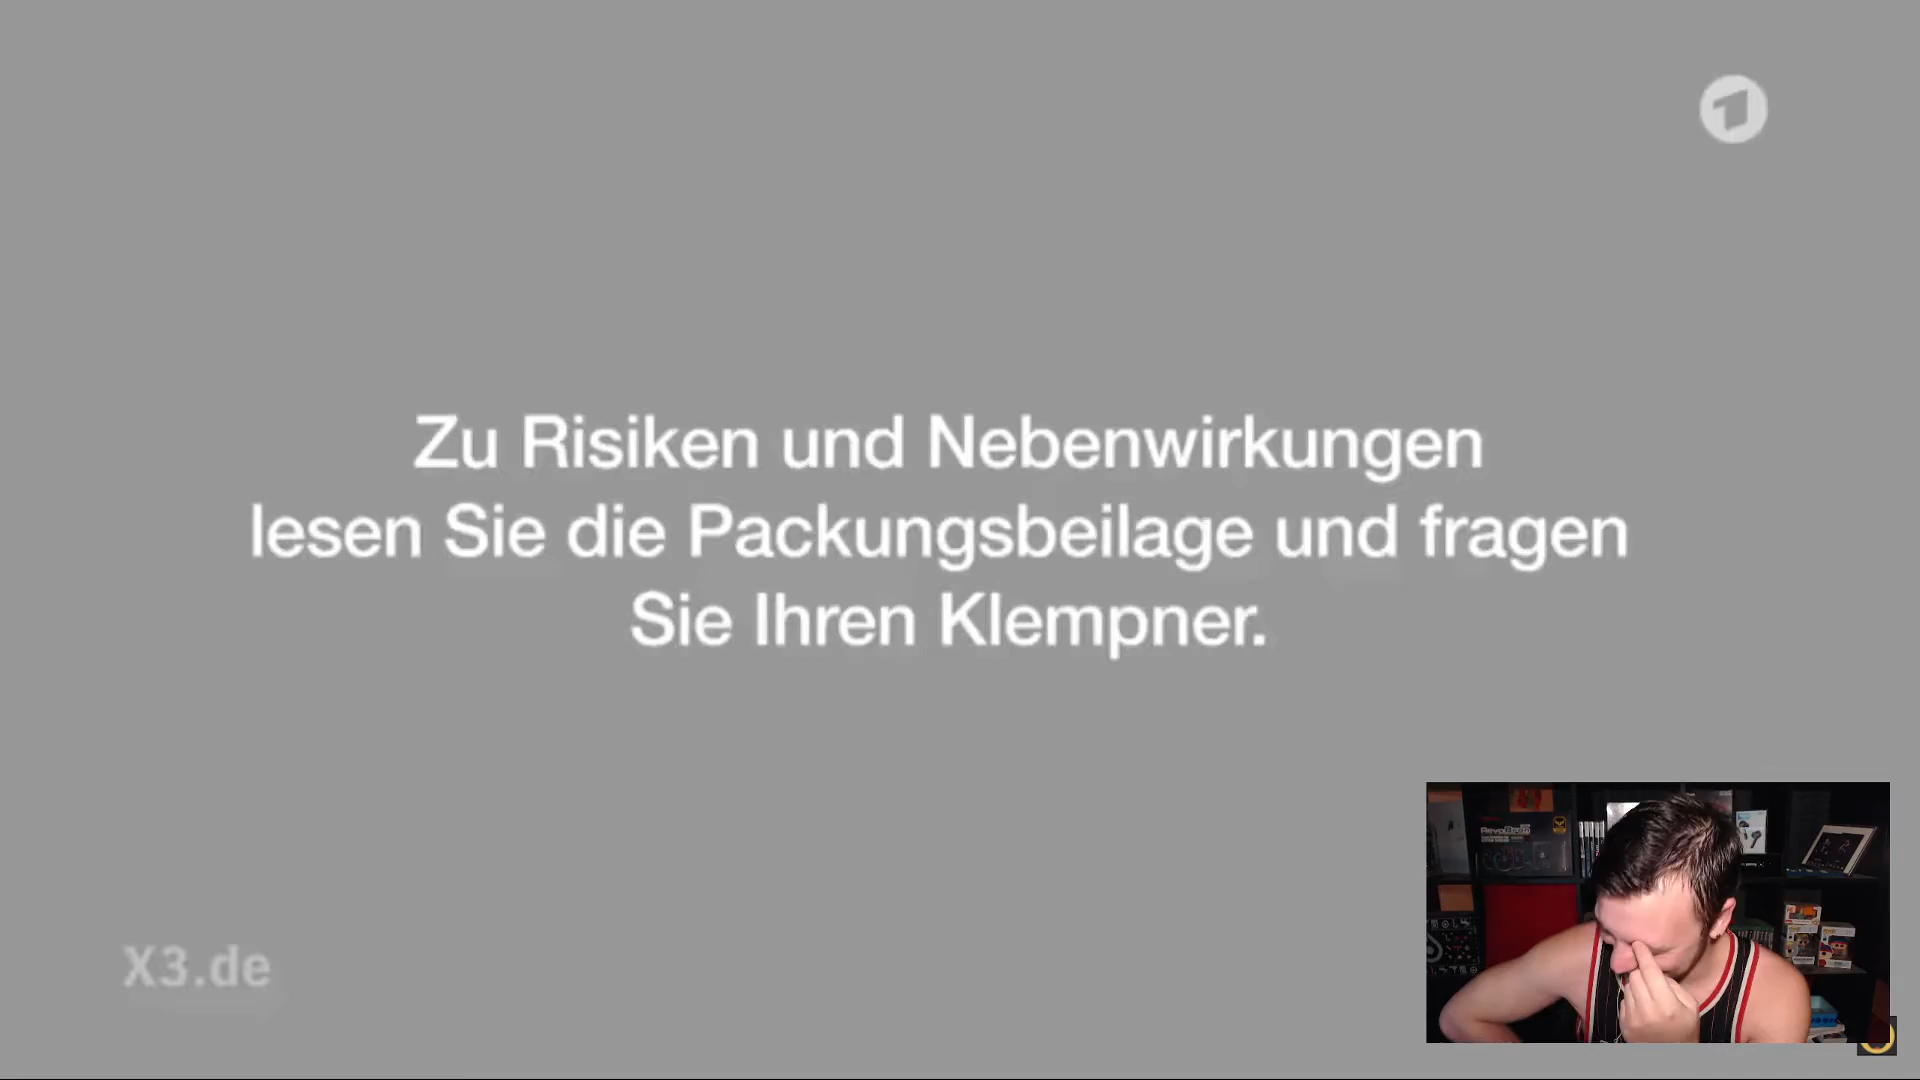 Zu Risiken und Nebenwirkungen
lesen Sie die Packungsbeilage und fragen
Sie Ihren Klempner.
X3.de